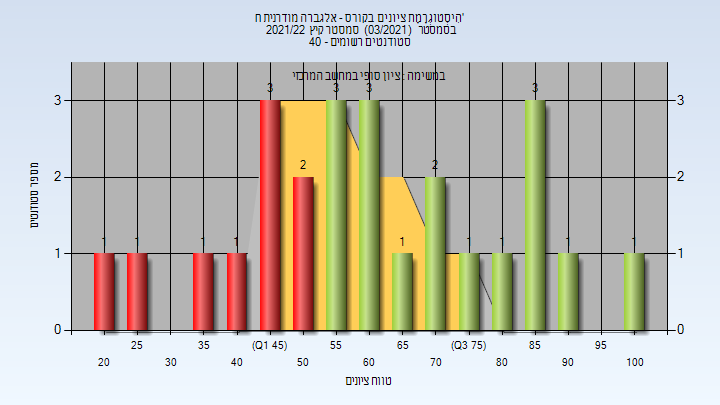 היסטוגרמת ציונים בקורס - אלגברה מודרנית ח'
בסמסטר (03/2021) סמסטר קיץ 2021/22
סטודנטים רשומים - 40
במשימה : ציון סופי במחשב המרכזי
מספר סטודנטים
3 3
2 2
1 1
0 0
1 1 1 1 3 2 3 3 1 2 1 1 3 1 1
25 35 (Q1 45) 55 65 (Q3 75) 85 95
20 30 40 50 60 70 80 90 100
טווח ציונים